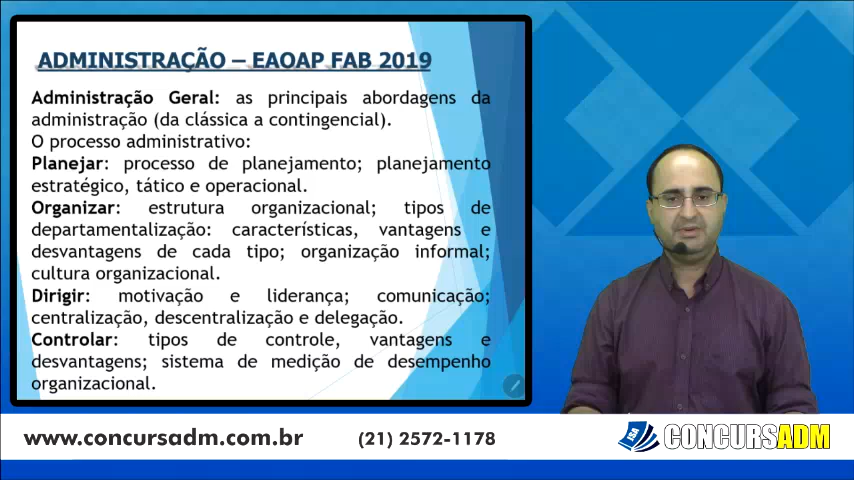 ADMINISTRAÇÃO – EAOAP FAB 2019
Administração Geral: as principais abordagens da
administração (da clássica a contingencial).
O processo administrativo:
Planejar: processo de planejamento; planejamento
estratégico, tático e operacional.
Organizar: estrutura organizacional; tipos de
departamentalização: características, vantagens e
desvantagens de cada tipo; organização informal;
cultura organizacional.
Dirigir: motivação e liderança; comunicação;
centralização, descentralização e delegação.
Controlar: tipos de controle, vantagens e
desvantagens; sistema de medição de desempenho
organizacional.
www.concursadm.com.br (21) 2572-1178
CONCURSADM